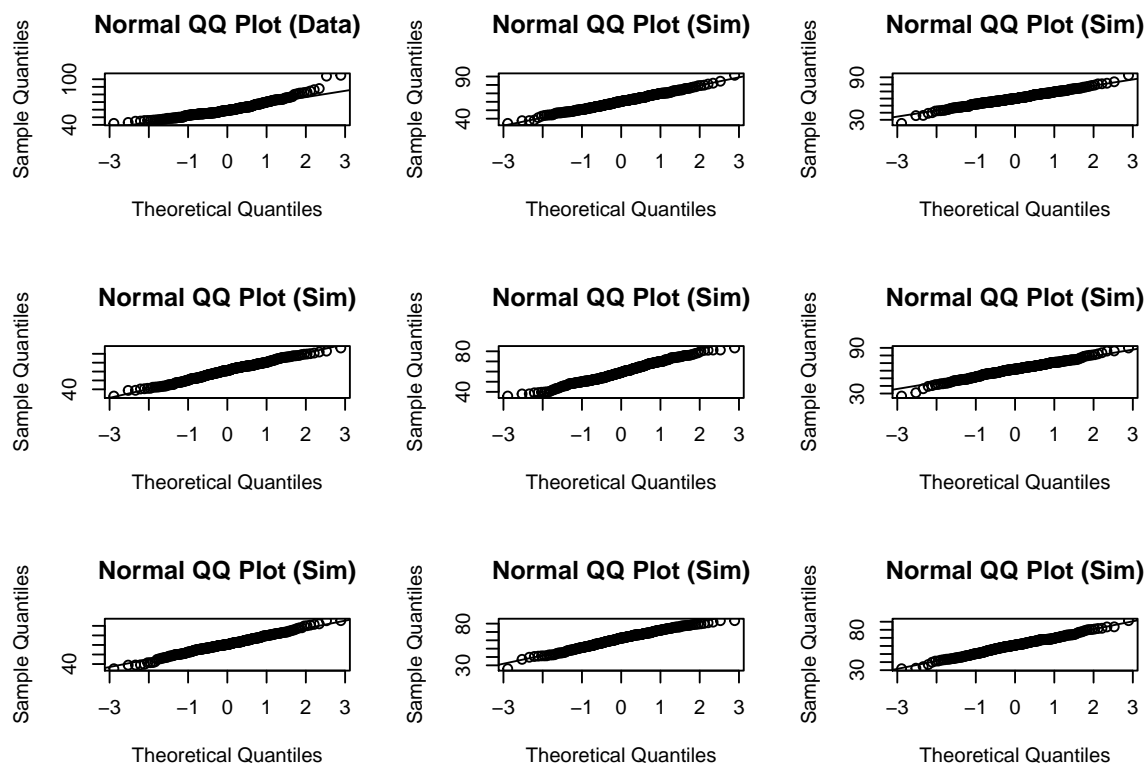 Normal QQ Plot (Data)
Sample Quantiles
40 100
−3 −1 0 1 2 3
Theoretical Quantiles
Normal QQ Plot (Sim)
Sample Quantiles
40 90
−3 −1 0 1 2 3
Theoretical Quantiles
Normal QQ Plot (Sim)
Sample Quantiles
30 90
−3 −1 0 1 2 3
Theoretical Quantiles
Normal QQ Plot (Sim)
Sample Quantiles
40
−3 −1 0 1 2 3
Theoretical Quantiles
Normal QQ Plot (Sim)
Sample Quantiles
40 80
−3 −1 0 1 2 3
Theoretical Quantiles
Normal QQ Plot (Sim)
Sample Quantiles
30 90
−3 −1 0 1 2 3
Theoretical Quantiles
Normal QQ Plot (Sim)
Sample Quantiles
40
−3 −1 0 1 2 3
Theoretical Quantiles
Normal QQ Plot (Sim)
Sample Quantiles
30 80
−3 −1 0 1 2 3
Theoretical Quantiles
Normal QQ Plot (Sim)
Sample Quantiles
30 80
−3 −1 0 1 2 3
Theoretical Quantiles